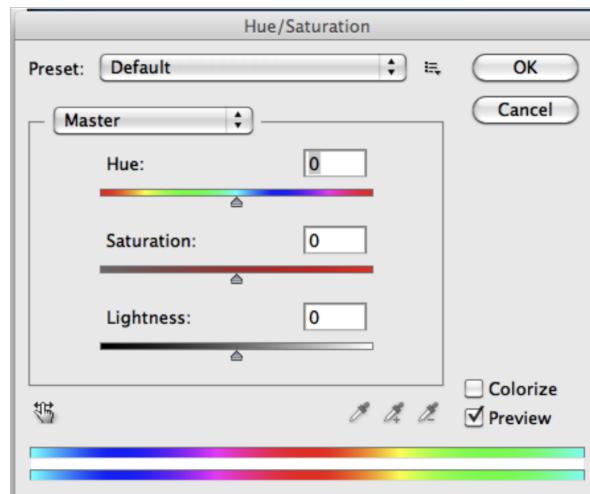 Hue/Saturation
Preset: Default
OK
Cancel
Master
Hue: 0
Saturation: 0
Lightness: 0
Colorize
Preview